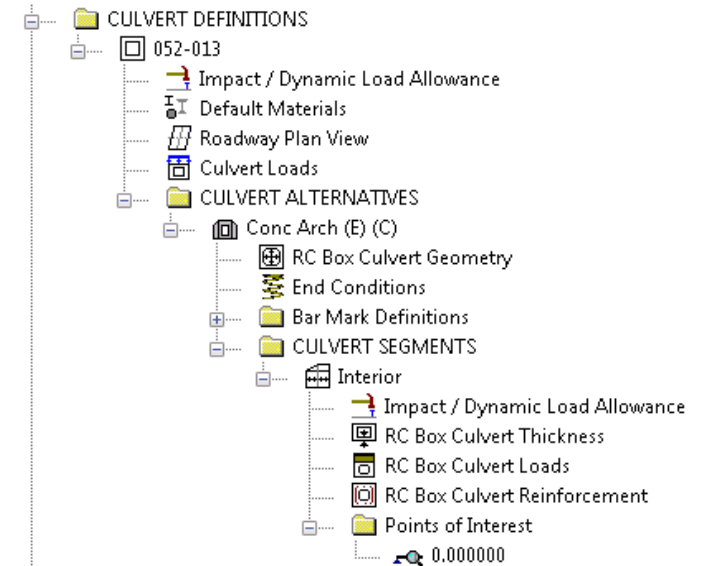 CULVERT DEFINITIONS
052-013
Impact / Dynamic Load Allowance
Default Materials
Roadway Plan View
Culvert Loads
CULVERT ALTERNATIVES
Conc Arch (E) (C)
RC Box Culvert Geometry
End Conditions
Bar Mark Definitions
CULVERT SEGMENTS
Interior
Impact / Dynamic Load Allowance
RC Box Culvert Thickness
RC Box Culvert Loads
RC Box Culvert Reinforcement
Points of Interest
0.000000